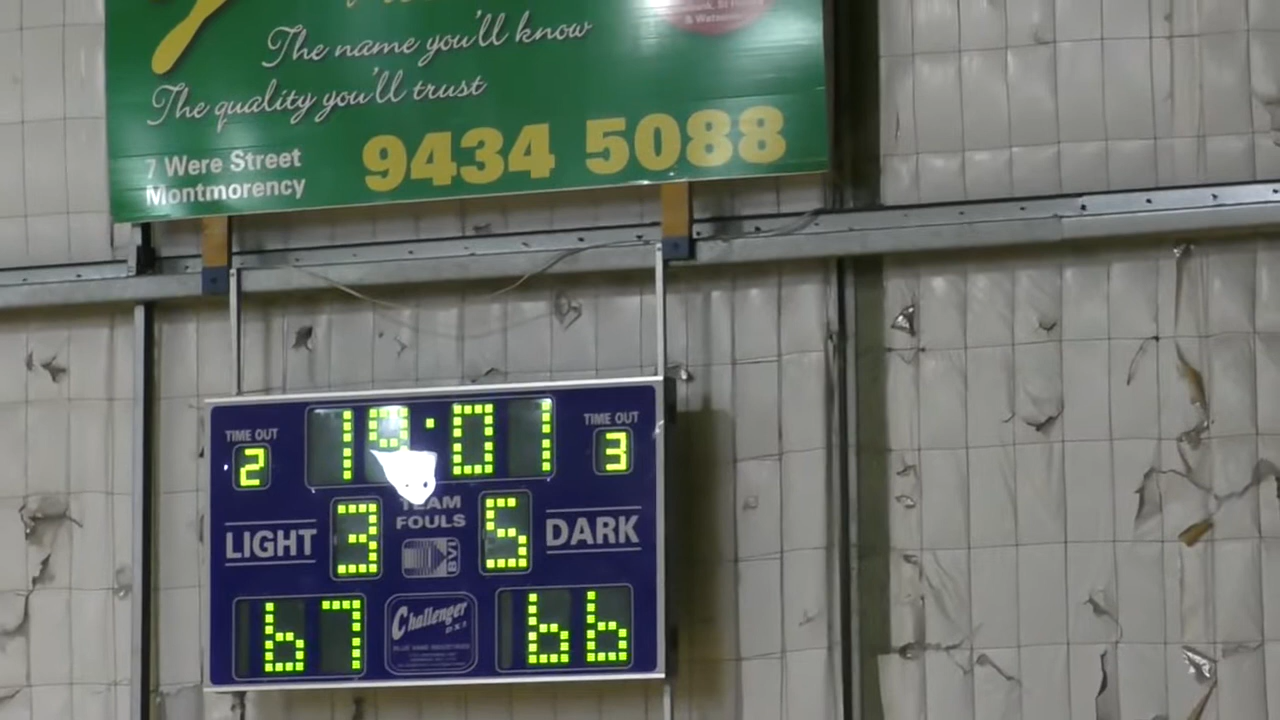 The name you'll know
The quality you'll trust
& Watsonia
7 Were Street
Montmorency
9434 5088
TIME OUT
2
TIME OUT
3
TEAM
FOULS
LIGHT
3
5
DARK
BVI
67
Challenger
66